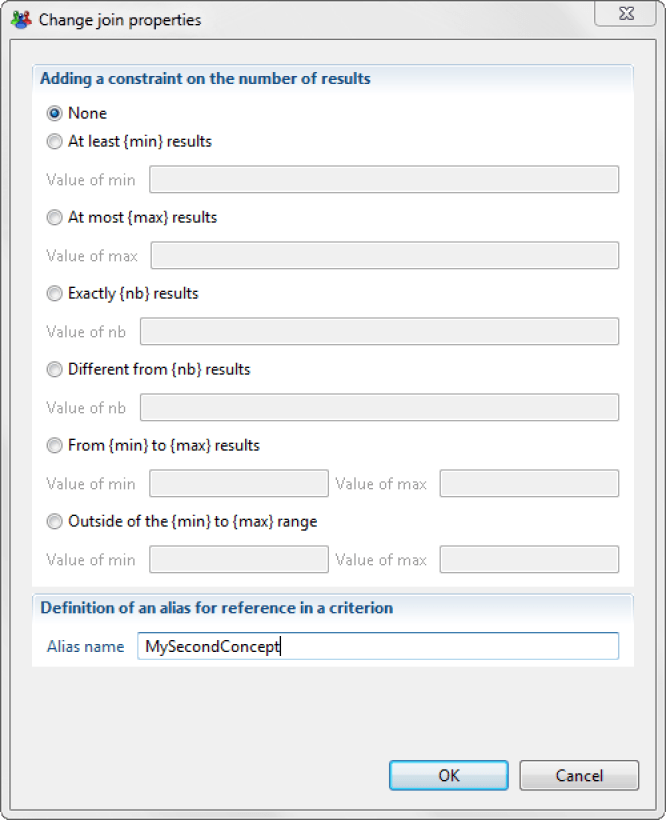 Change join properties
Adding a constraint on the number of results
None
At least {min} results
Value of min
At most {max} results
Value of max
Exactly {nb} results
Value of nb
Different from {nb} results
Value of nb
From {min} to {max} results
Value of min Value of max
Outside of the {min} to {max} range
Value of min Value of max
Definition of an alias for reference in a criterion
Alias name MySecondConcept
OK Cancel